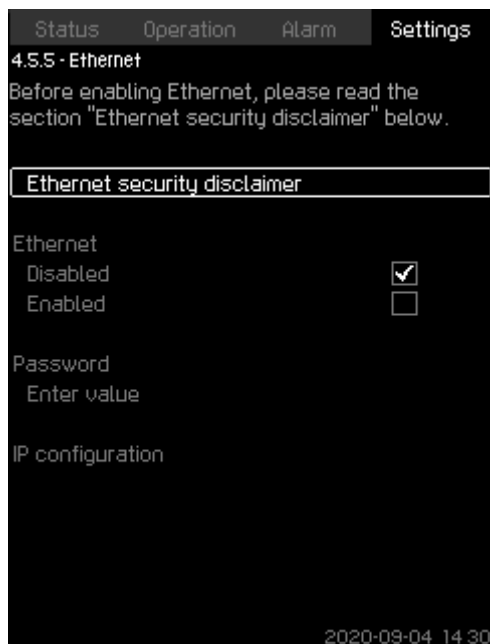 Status Operation Alarm Settings
4.5.5 - Ethernet
Before enabling Ethernet, please read the
section "Ethernet security disclaimer" below.
Ethernet security disclaimer
Ethernet
Disabled
Enabled
Password
Enter value
IP configuration
2020-09-04 14:30